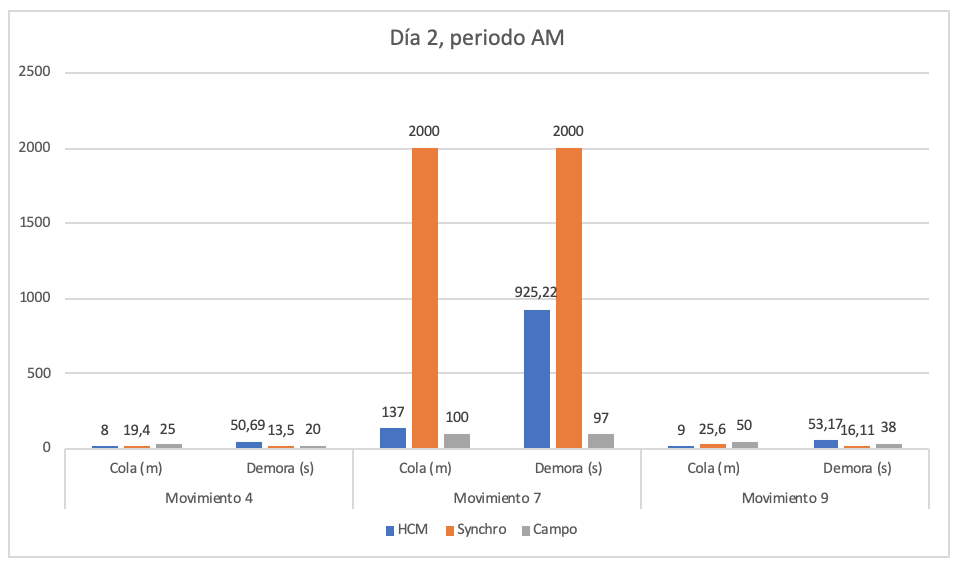 Día 2, periodo AM
2500
2000
1500
1000
500
0
8 19,4 25 50,69 13,5 20 137 2000 100 925,22 2000 97 9 25,6 50 53,17 16,11 38
Cola (m) Demora (s) Cola (m) Demora (s) Cola (m) Demora (s)
Movimiento 4 Movimiento 7 Movimiento 9
HCM Synchro Campo